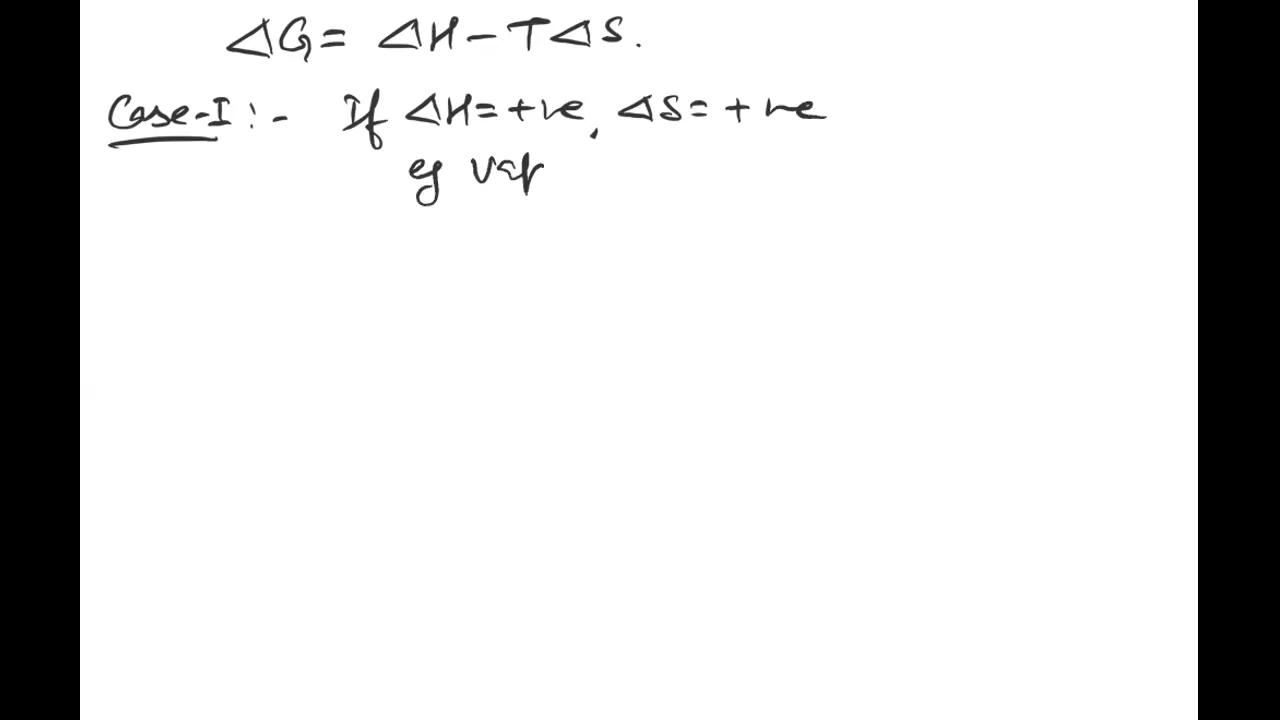 ΔG = ΔH - TΔS.
Case-I :- If ΔH = +ve, ΔS = +ve
eg vap